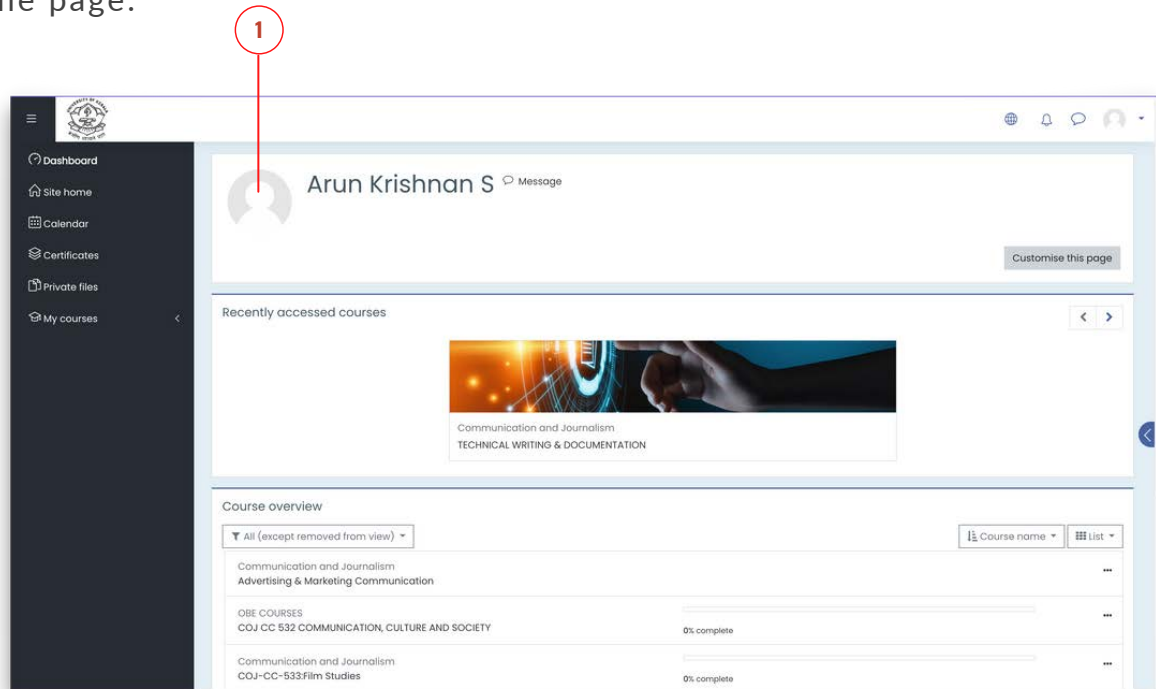 he page.
1
Dashboard
Site home
Calendar
Certificates
Private files
My courses
Arun Krishnan S Message
Customise this page
Recently accessed courses
Communication and Journalism
TECHNICAL WRITING & DOCUMENTATION
Course overview
All (except removed from view)
Course name
List
Communication and Journalism
Advertising & Marketing Communication
OBE COURSES
COJ CC 532 COMMUNICATION, CULTURE AND SOCIETY
0% complete
Communication and Journalism
COJ-CC-533:Film Studies
0% complete